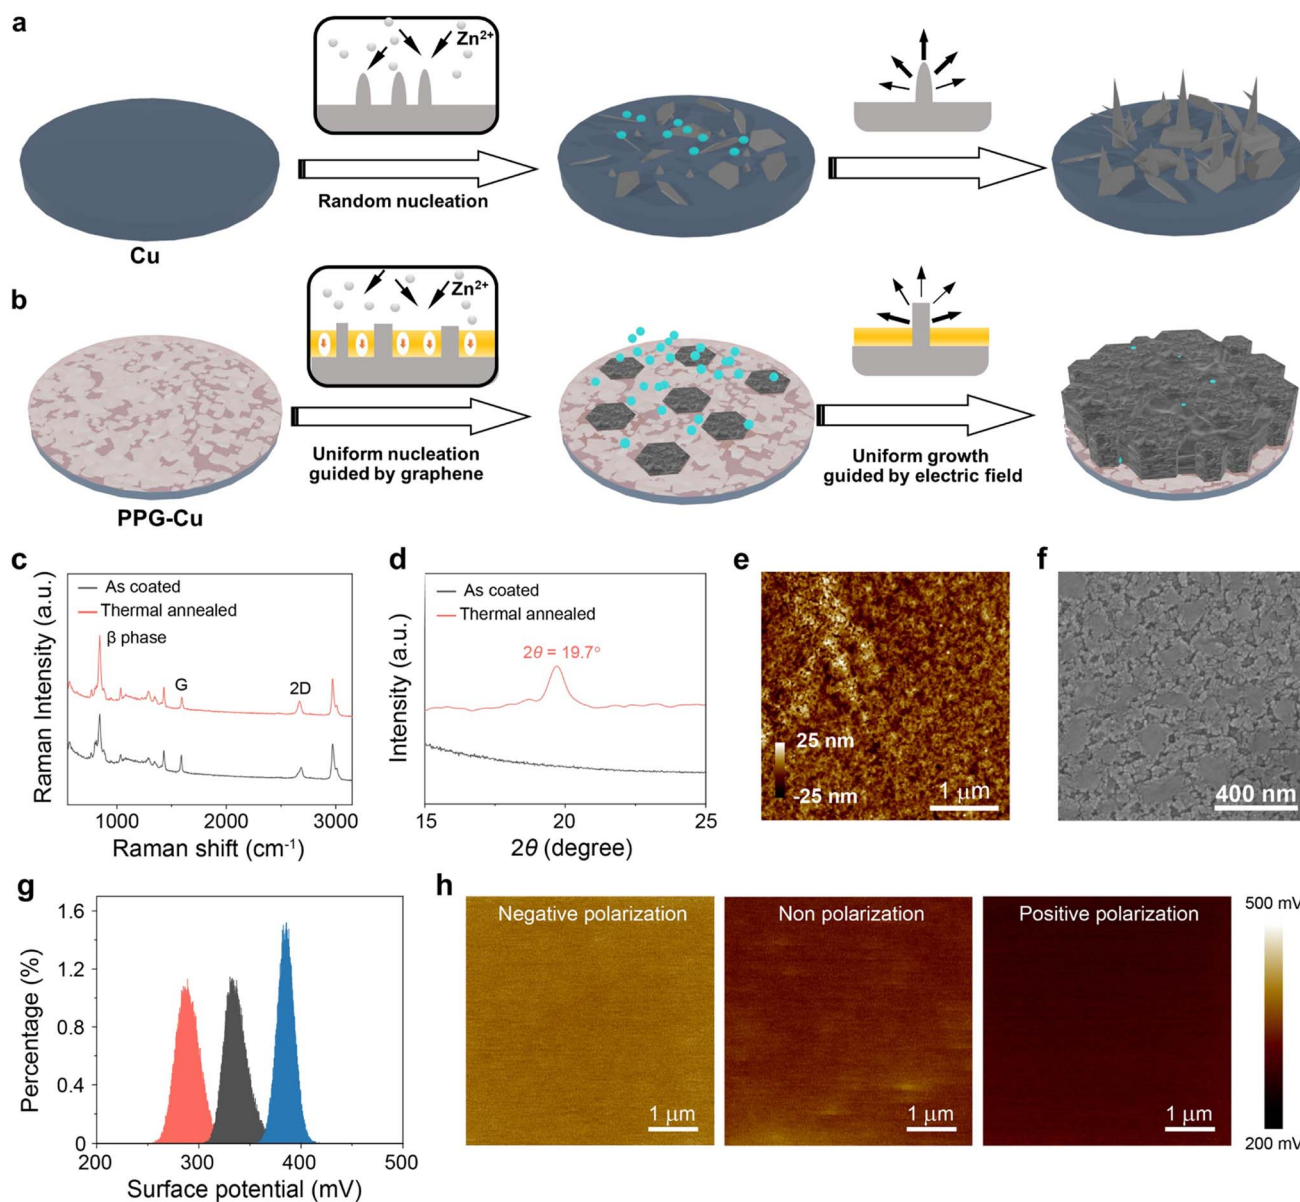 a
Zn2+
Random nucleation
Cu
b
Zn2+
Uniform nucleation
guided by graphene
Uniform growth
guided by electric field
PPG-Cu
c
As coated
Thermal annealed
β phase
G
2D
Raman Intensity (a.u.)
1000 2000 3000
Raman shift (cm-1)
d
As coated
Thermal annealed
2θ = 19.7°
Intensity (a.u.)
15 20 25
2θ (degree)
e
25 nm
-25 nm
1 μm
f
400 nm
g
1.6
1.2
0.8
0.4
0
Percentage (%)
200 300 400 500
Surface potential (mV)
h
Negative polarization
1 μm
Non polarization
1 μm
Positive polarization
1 μm
500 mV
200 mV